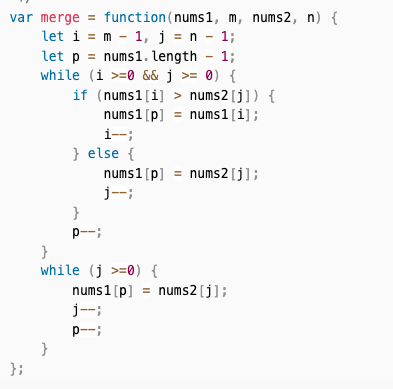 */
var merge = function(nums1, m, nums2, n) {
    let i = m - 1, j = n - 1;
    let p = nums1.length - 1;
    while (i >=0 && j >= 0) {
        if (nums1[i] > nums2[j]) {
            nums1[p] = nums1[i];
            i--;
        } else {
            nums1[p] = nums2[j];
            j--;
        }
        p--;
    }
    while (j >=0) {
        nums1[p] = nums2[j];
        j--;
        p--;
    }
};